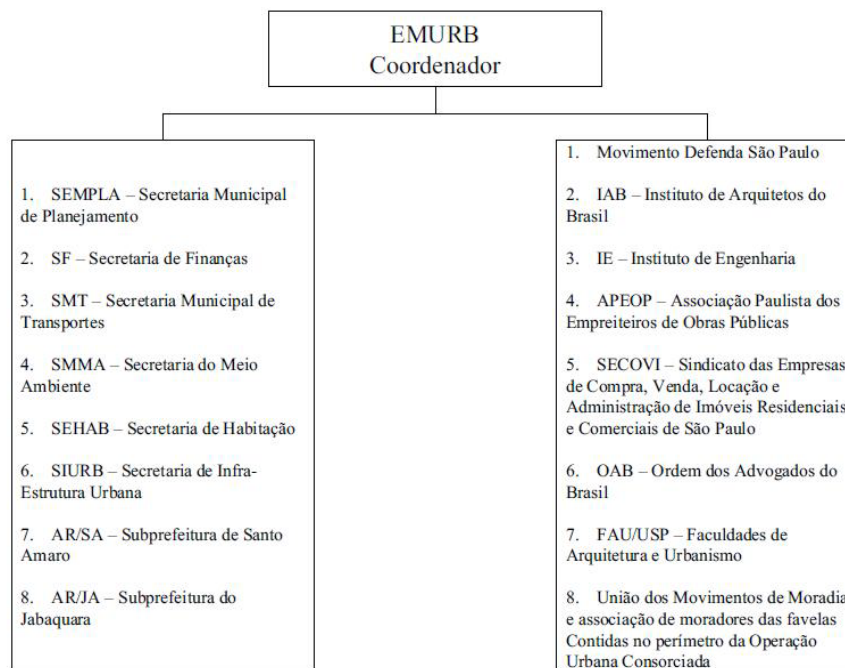 EMURB
Coordenador
1. SEMPLA – Secretaria Municipal
de Planejamento
2. SF – Secretaria de Finanças
3. SMT – Secretaria Municipal de
Transportes
4. SMMA – Secretaria do Meio
Ambiente
5. SEHAB – Secretaria de Habitação
6. SIURB – Secretaria de Infra-
Estrutura Urbana
7. AR/SA – Subprefeitura de Santo
Amaro
8. AR/JA – Subprefeitura do
Jabaquara
1. Movimento Defenda São Paulo
2. IAB – Instituto de Arquitetos do
Brasil
3. IE – Instituto de Engenharia
4. APEOP – Associação Paulista dos
Empreiteiros de Obras Públicas
5. SECOVI – Sindicato das Empresas
de Compra, Venda, Locação e
Administração de Imóveis Residenciais
e Comerciais de São Paulo
6. OAB – Ordem dos Advogados do
Brasil
7. FAU/USP – Faculdades de
Arquitetura e Urbanismo
8. União dos Movimentos de Moradia
e associação de moradores das favelas
Contidas no perímetro da Operação
Urbana Consorciada